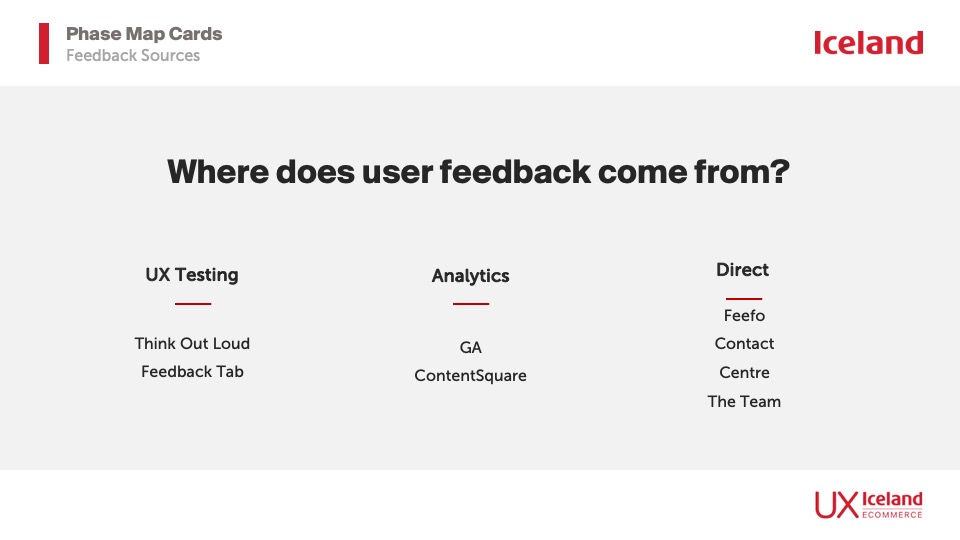 Phase Map Cards
Feedback Sources
Iceland
Where does user feedback come from?
UX Testing
Think Out Loud
Feedback Tab
Analytics
GA
ContentSquare
Direct
Feefo
Contact
Centre
The Team
UX Iceland
ECOMMERCE